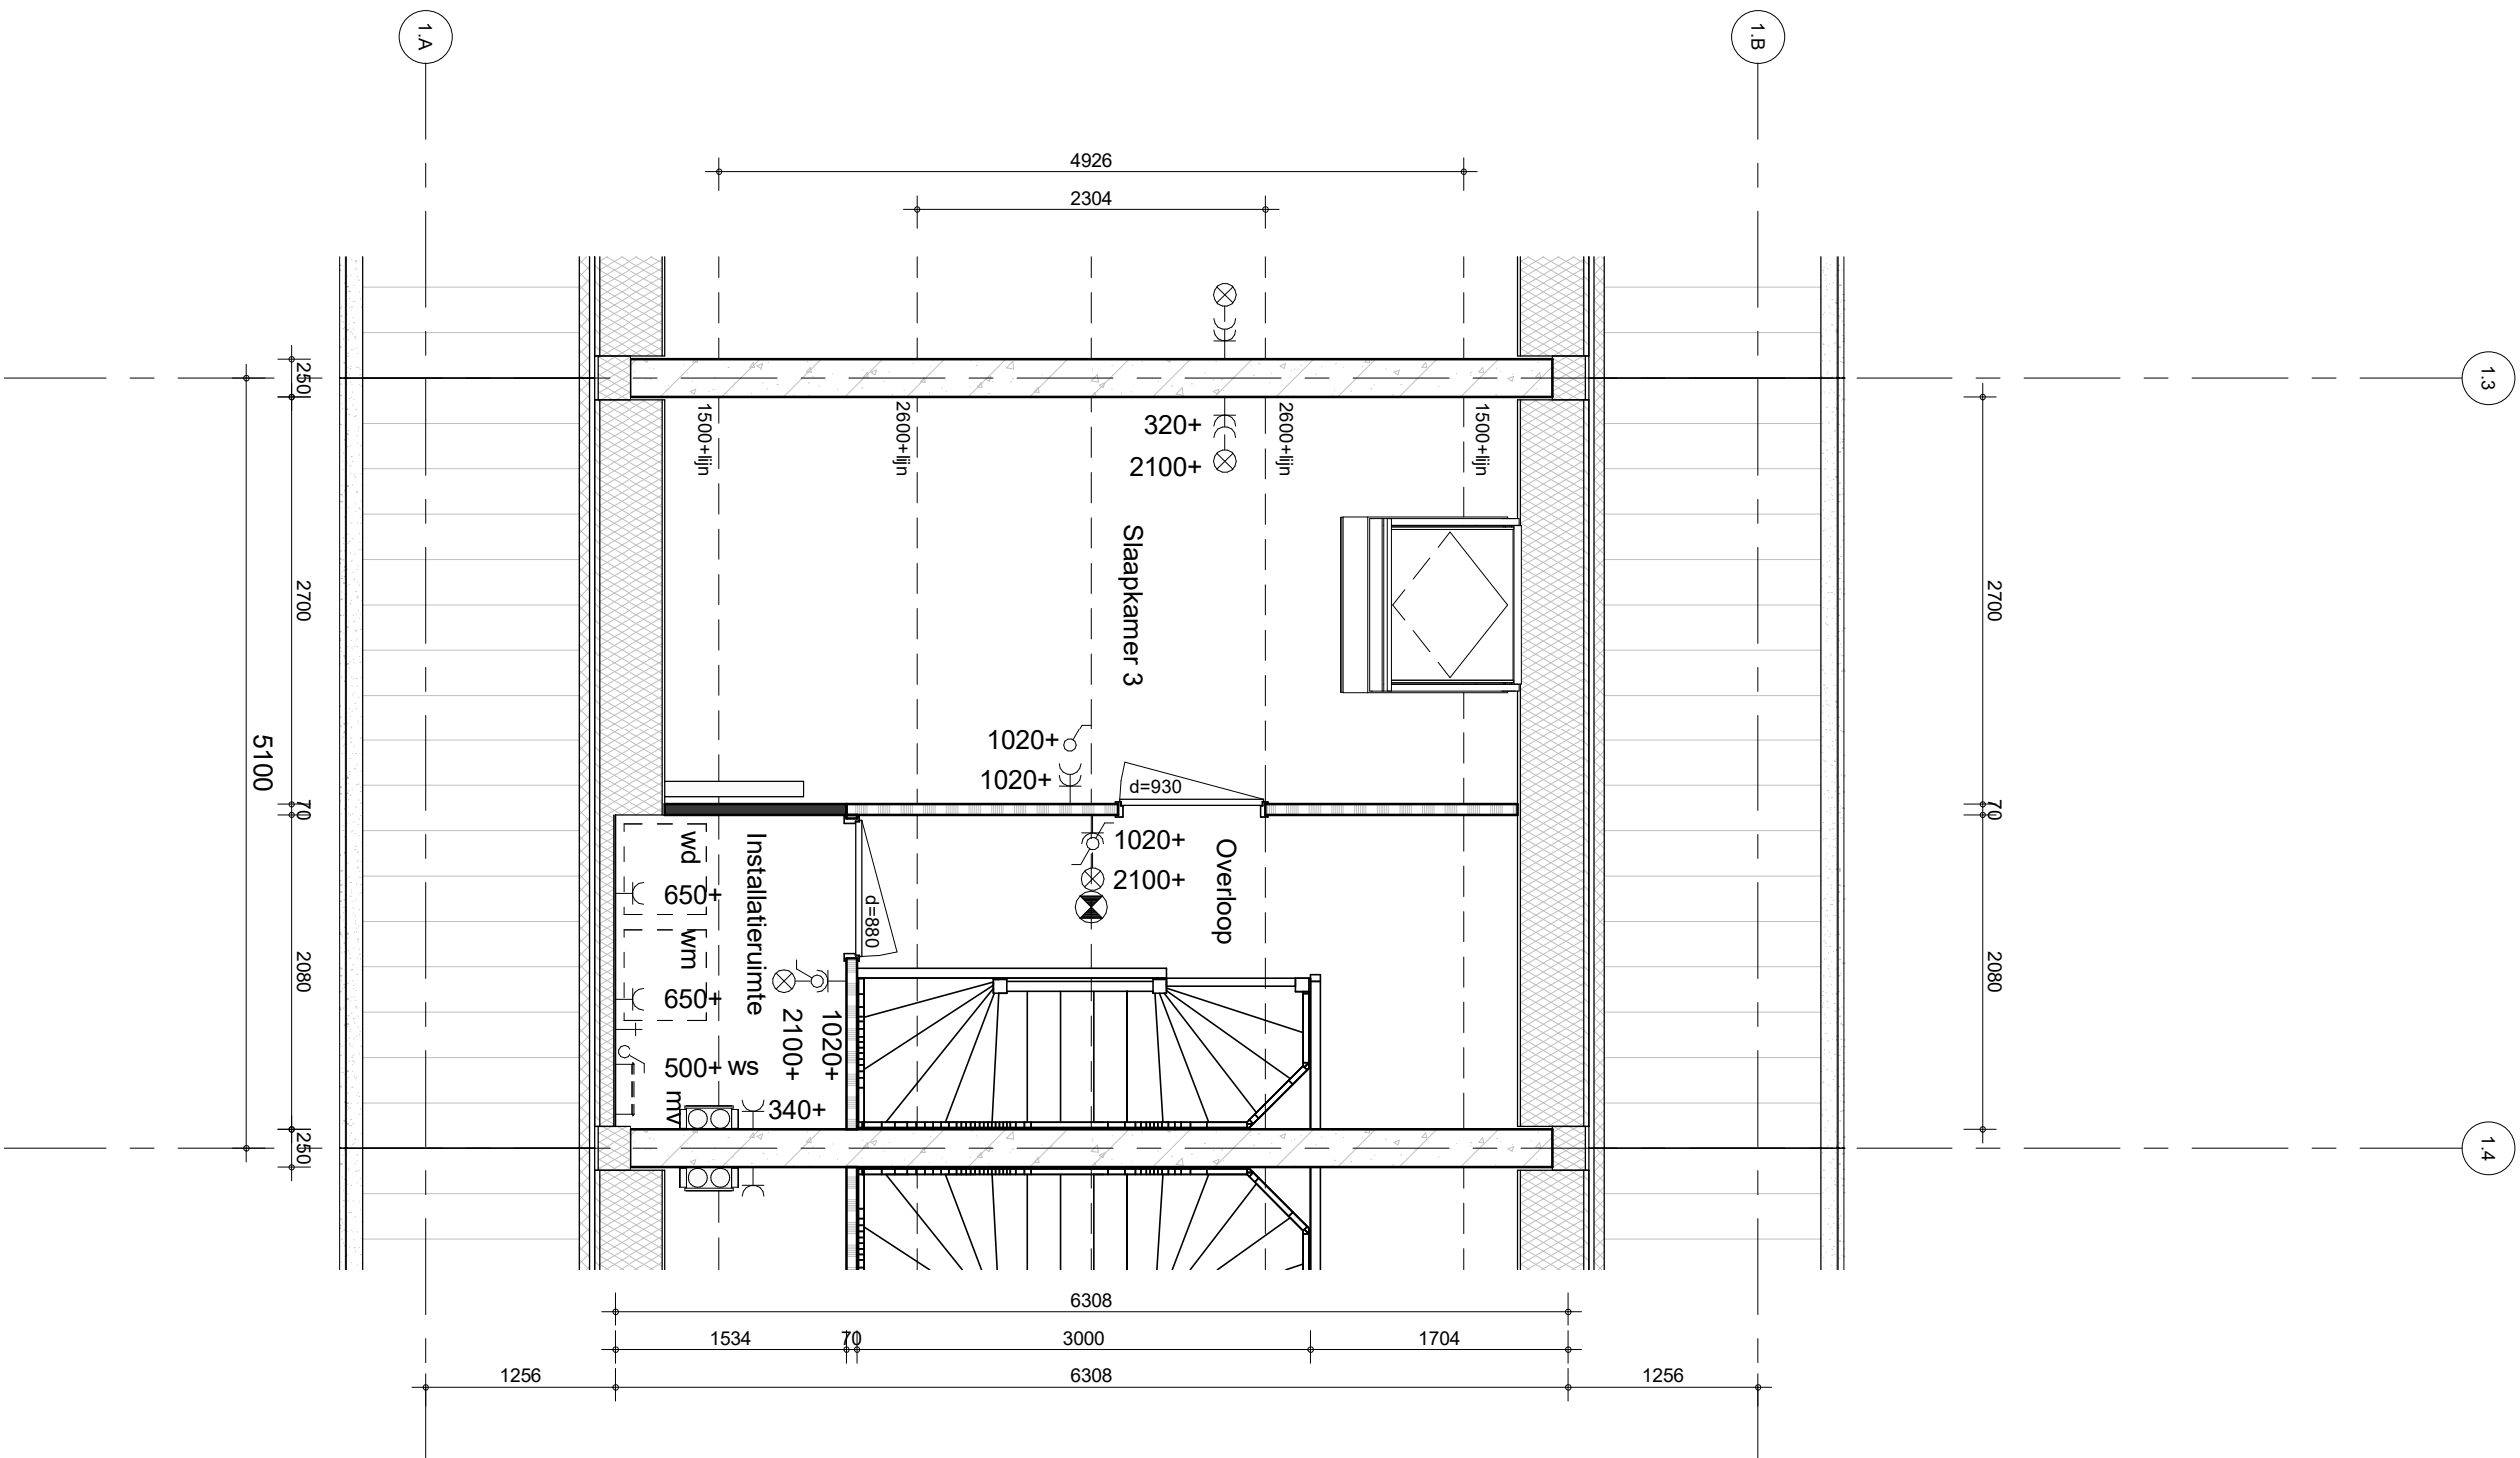 1.A
1.B
4926
2304
1.3
250
250
1500+lijn
2600+lijn
2600+lijn
1500+lijn
320+
2100+
Slaapkamer 3
2700
2700
5100
1020+
1020+
d=930
70
70
wd
650+
Installatieruimte
d=880
1020+
2100+
Overloop
wm
650+
2080
2080
1020+
2100+
500+ ws
mv
340+
1.4
6308
1534
70
3000
1704
1256
6308
1256